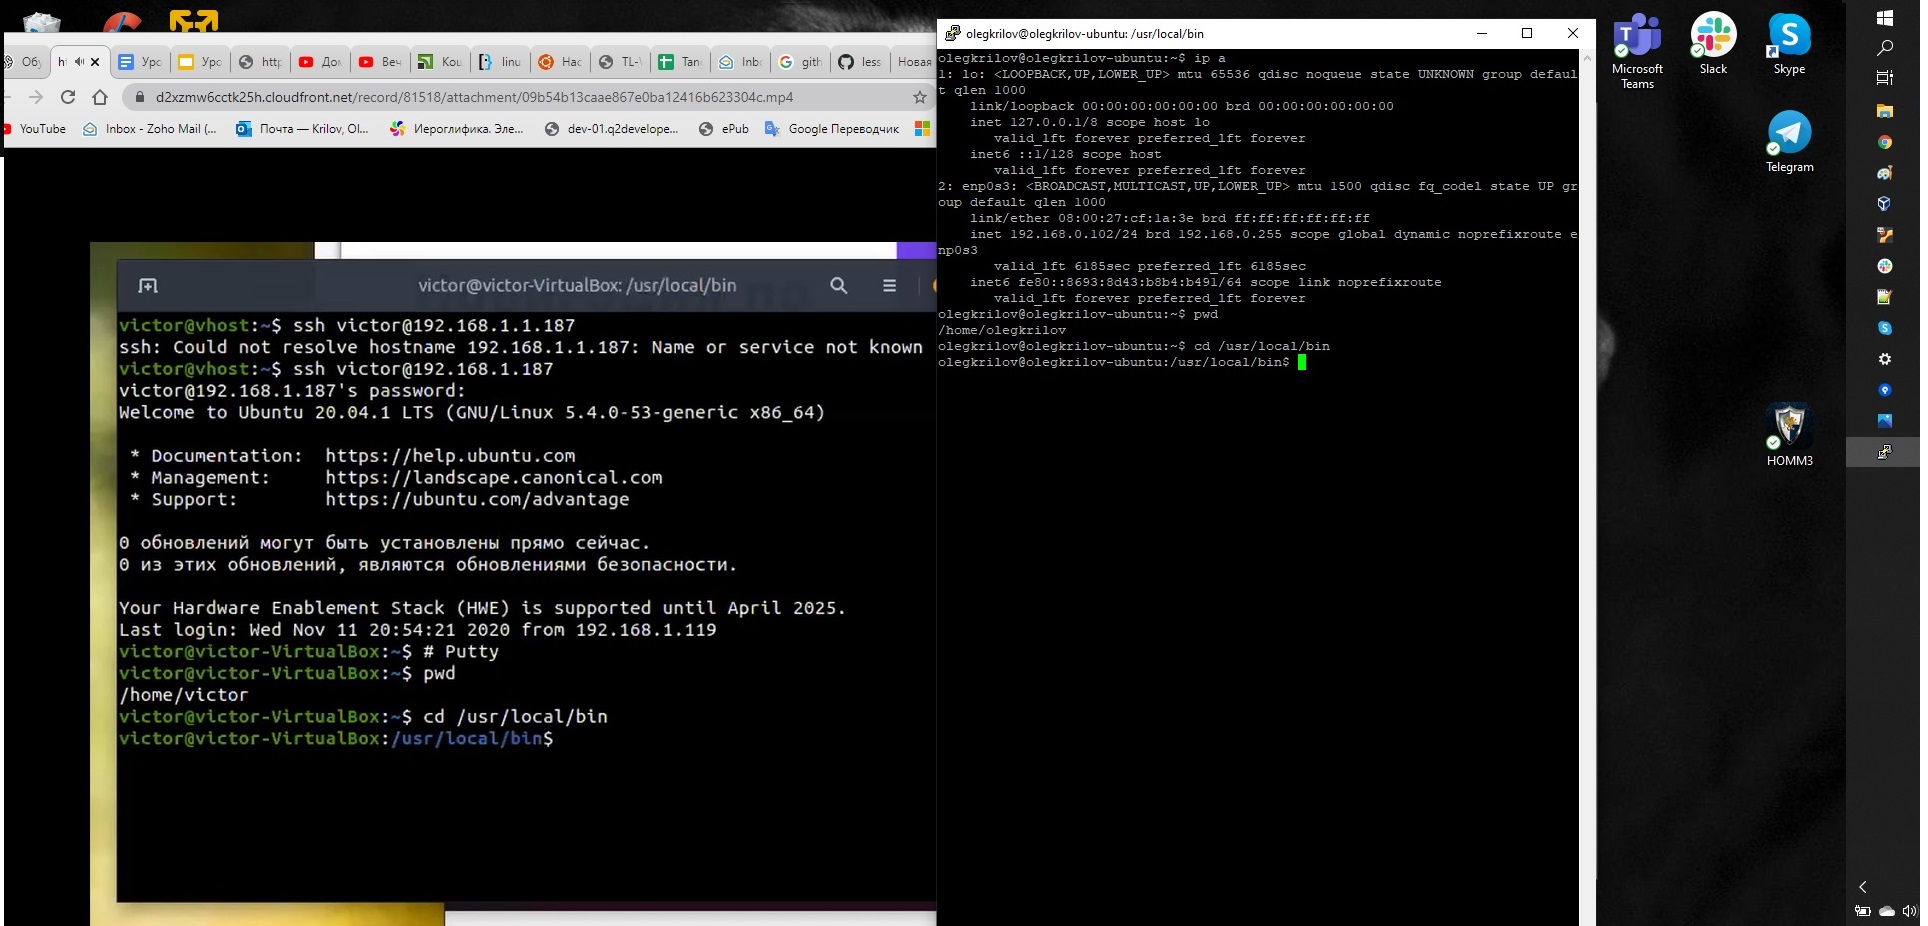 Обу
ht
Уро
Уро
http
До
Веч
Кош
linu
Нас
TL-
Tan
Inb
gith
less
Новая
d2xzmw6cctk25h.cloudfront.net/record/81518/attachment/09b54b13caae867e0ba12416b623304c.mp4
YouTube
Inbox - Zoho Mail (...
Почта — Krilov, Ol...
Иероглифика. Эле...
dev-01.q2develope...
ePub
Google Переводчик
victor@victor-VirtualBox: /usr/local/bin
victor@vhost:~$ ssh victor@192.168.1.1.187
ssh: Could not resolve hostname 192.168.1.1.187: Name or service not known
victor@vhost:~$ ssh victor@192.168.1.187
victor@192.168.1.187's password:
Welcome to Ubuntu 20.04.1 LTS (GNU/Linux 5.4.0-53-generic x86_64)
* Documentation:  https://help.ubuntu.com
* Management:     https://landscape.canonical.com
* Support:        https://ubuntu.com/advantage
0 обновлений могут быть установлены прямо сейчас.
0 из этих обновлений, являются обновлениями безопасности.
Your Hardware Enablement Stack (HWE) is supported until April 2025.
Last login: Wed Nov 11 20:54:21 2020 from 192.168.1.119
victor@victor-VirtualBox:~$ # Putty
victor@victor-VirtualBox:~$ pwd
/home/victor
victor@victor-VirtualBox:~$ cd /usr/local/bin
victor@victor-VirtualBox:/usr/local/bin$
olegkrilov@olegkrilov-ubuntu: /usr/local/bin
olegkrilov@olegkrilov-ubuntu:~$ ip a
1: lo: <LOOPBACK,UP,LOWER_UP> mtu 65536 qdisc noqueue state UNKNOWN group defaul
t qlen 1000
link/loopback 00:00:00:00:00:00 brd 00:00:00:00:00:00
inet 127.0.0.1/8 scope host lo
valid_lft forever preferred_lft forever
inet6 ::1/128 scope host
valid_lft forever preferred_lft forever
2: enp0s3: <BROADCAST,MULTICAST,UP,LOWER_UP> mtu 1500 qdisc fq_codel state UP gr
oup default qlen 1000
link/ether 08:00:27:cf:1a:3e brd ff:ff:ff:ff:ff:ff
inet 192.168.0.102/24 brd 192.168.0.255 scope global dynamic noprefixroute e
np0s3
valid_lft 6185sec preferred_lft 6185sec
inet6 fe80::8693:8d43:b8b4:b491/64 scope link noprefixroute
valid_lft forever preferred_lft forever
olegkrilov@olegkrilov-ubuntu:~$ pwd
/home/olegkrilov
olegkrilov@olegkrilov-ubuntu:~$ cd /usr/local/bin
olegkrilov@olegkrilov-ubuntu:/usr/local/bin$
Microsoft
Teams
Slack
Skype
Telegram
HOMM3